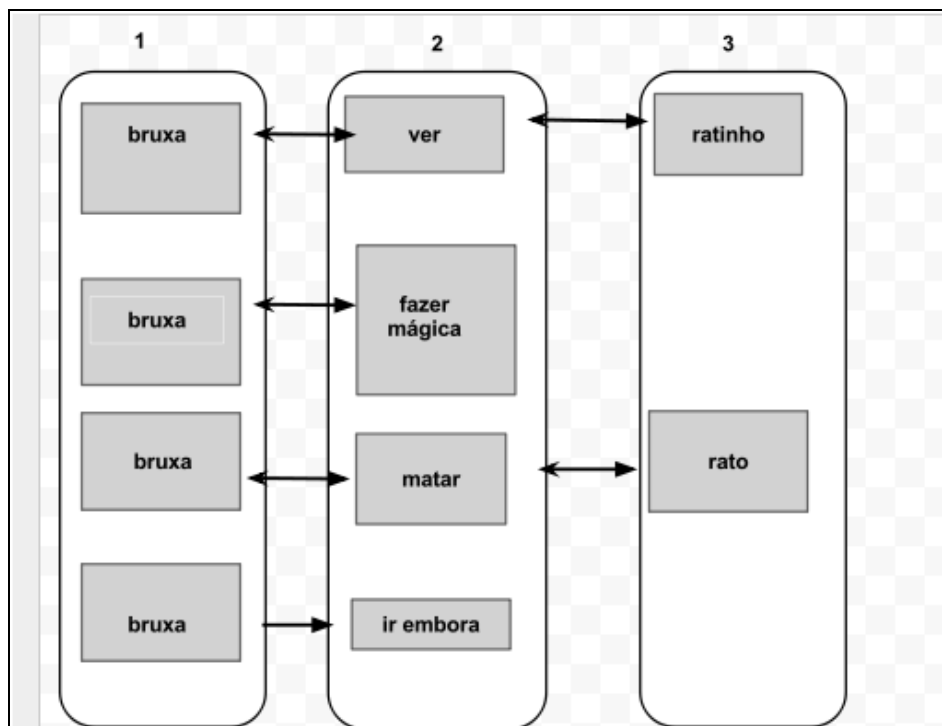 1 2 3
bruxa ver ratinho
bruxa fazer
mágica
bruxa matar rato
bruxa ir embora